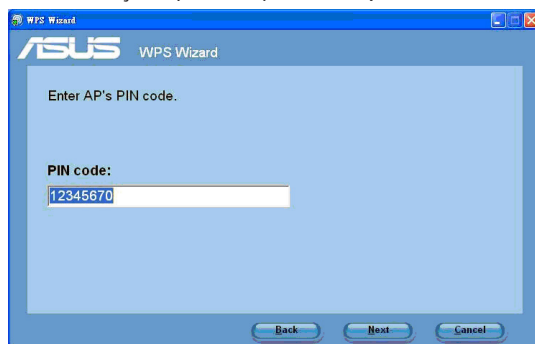 WPS Wizard
ASUS WPS Wizard
Enter AP's PIN code.
PIN code:
12345670
Back Next Cancel